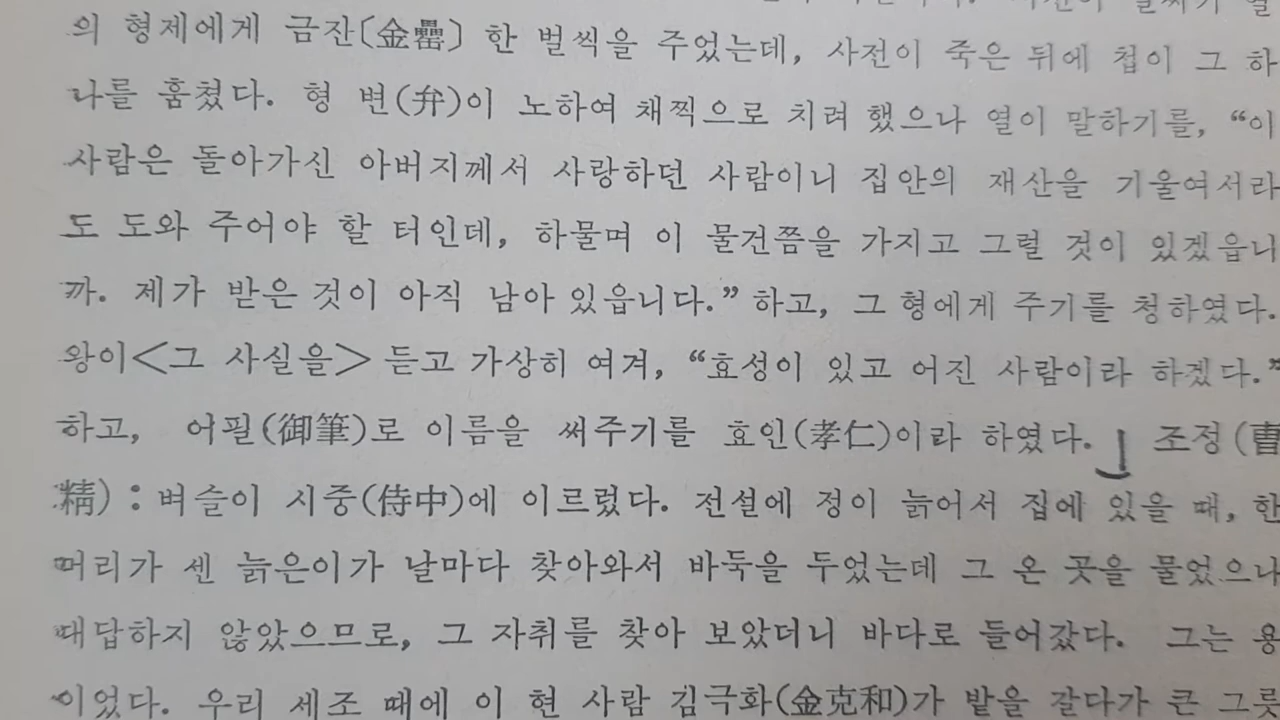 의 형제에게 금잔〔金罍〕 한 벌씩을 주었는데, 사전이 죽은 뒤에 첩이 그 하
나를 훔쳤다. 형 변(弁)이 노하여 채찍으로 치려 했으나 열이 말하기를, “이
사람은 돌아가신 아버지께서 사랑하던 사람이니 집안의 재산을 기울여서라
도 도와 주어야 할 터인데, 하물며 이 물건쯤을 가지고 그럴 것이 있겠읍니
까. 제가 받은 것이 아직 남아 있읍니다.” 하고, 그 형에게 주기를 청하였다.
왕이<그 사실을> 듣고 가상히 여겨, “효성이 있고 어진 사람이라 하겠다.”
하고, 어필(御筆)로 이름을 써주기를 효인(孝仁)이라 하였다.」 조정(曺
精) : 벼슬이 시중(侍中)에 이르렀다. 전설에 정이 늙어서 집에 있을 때, 한
머리가 센 늙은이가 날마다 찾아와서 바둑을 두었는데 그 온 곳을 물었으나
대답하지 않았으므로, 그 자취를 찾아 보았더니 바다로 들어갔다. 그는 용
이었다. 우리 세조 때에 이 현 사람 김극화(金克和)가 밭을 갈다가 큰 그릇